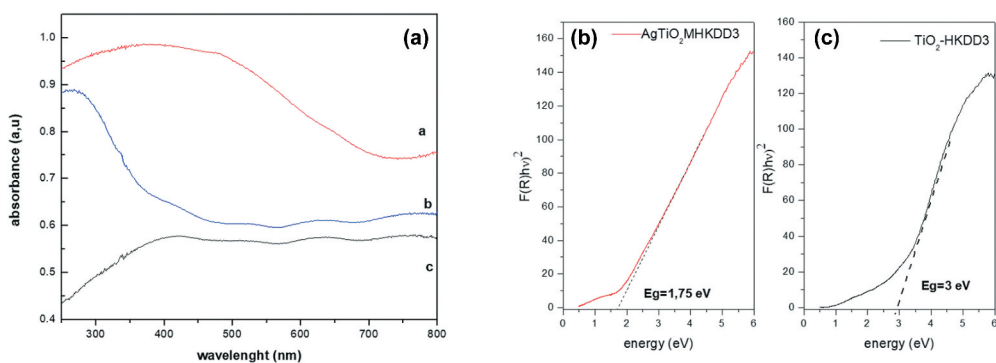 (a)
1.0
0.9
0.8
0.7
0.6
0.5
0.4
absorbance (a,u)
a
b
c
300 400 500 600 700 800
wavelenght (nm)
(b)
AgTiO₂MHKDD3
160
140
120
100
80
60
40
20
0
F(R)hν)²
Eg=1,75 eV
0 1 2 3 4 5 6
energy (eV)
(c)
TiO₂-HKDD3
160
140
120
100
80
60
40
20
0
F(R)hν)²
Eg=3 eV
0 1 2 3 4 5 6
energy (eV)